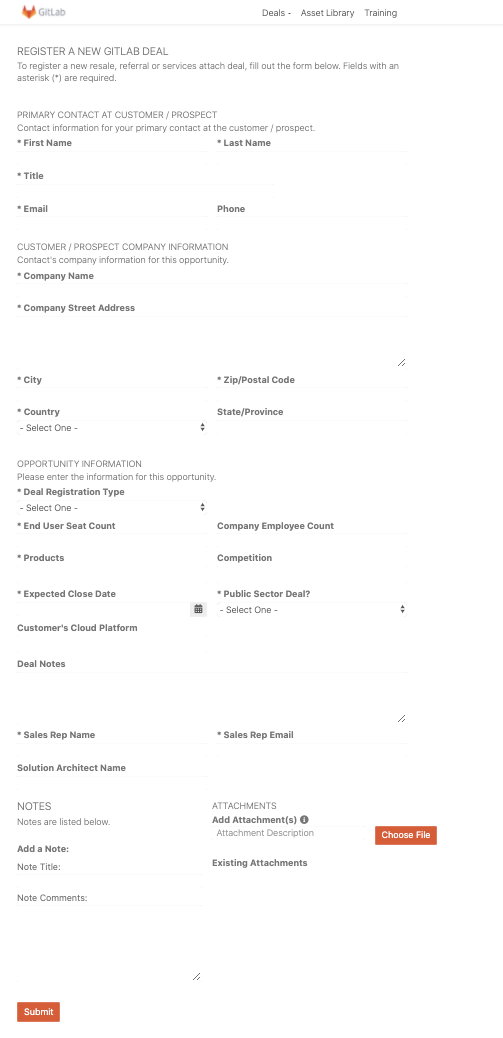 GitLab
Deals - Asset Library Training
REGISTER A NEW GITLAB DEAL
To register a new resale, referral or services attach deal, fill out the form below. Fields with an
asterisk (*) are required.
PRIMARY CONTACT AT CUSTOMER / PROSPECT
Contact information for your primary contact at the customer / prospect.
* First Name * Last Name
* Title
* Email Phone
CUSTOMER / PROSPECT COMPANY INFORMATION
Contact's company information for this opportunity.
* Company Name
* Company Street Address
* City * Zip/Postal Code
* Country State/Province
- Select One -
OPPORTUNITY INFORMATION
Please enter the information for this opportunity.
* Deal Registration Type
- Select One -
* End User Seat Count Company Employee Count
* Products Competition
* Expected Close Date * Public Sector Deal?
- Select One -
Customer's Cloud Platform
Deal Notes
* Sales Rep Name * Sales Rep Email
Solution Architect Name
NOTES
Notes are listed below.
Add a Note:
Note Title:
Note Comments:
ATTACHMENTS
Add Attachment(s)
Attachment Description Choose File
Existing Attachments
Submit